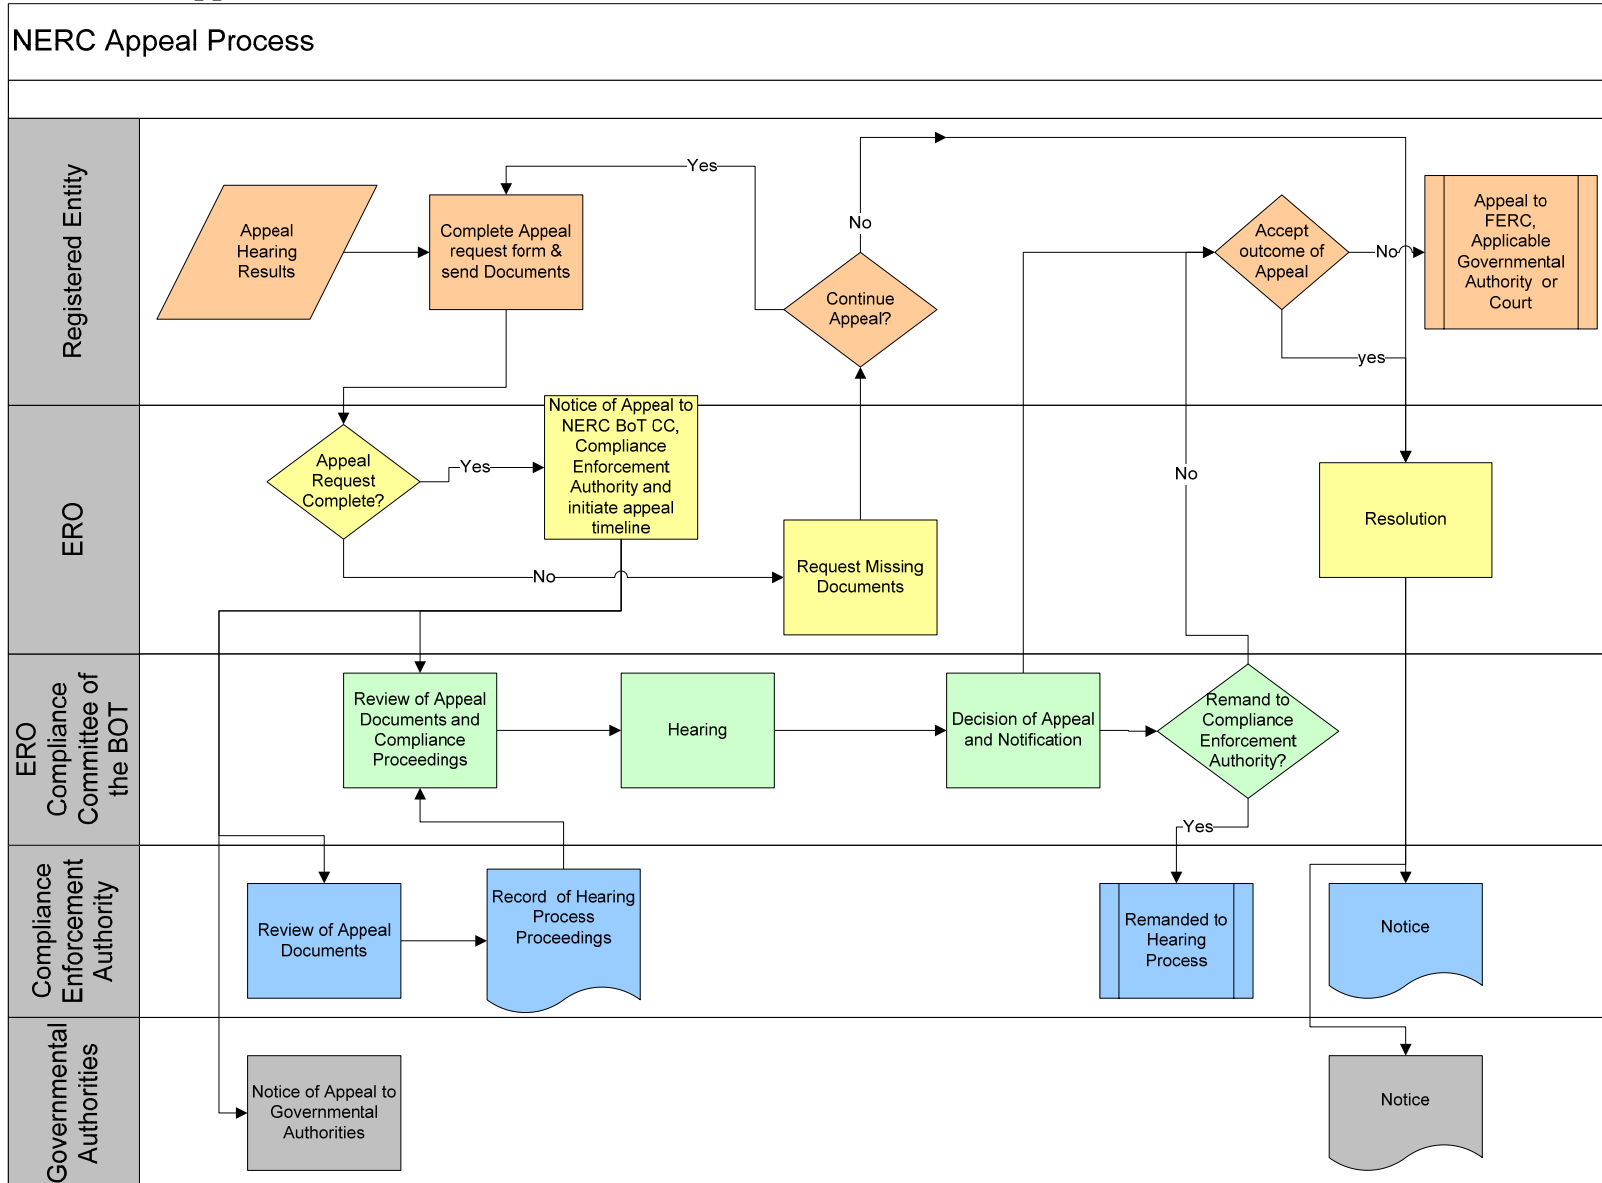 NERC Appeal Process
Registered Entity
Appeal
Hearing
Results
Complete Appeal
request form &
send Documents
Yes
No
Continue
Appeal?
Accept
outcome of
Appeal
No
yes
Appeal to
FERC,
Applicable
Governmental
Authority or
Court
ERO
Appeal
Request
Complete?
Yes
No
Notice of Appeal to
NERC BoT CC,
Compliance
Enforcement
Authority and
initiate appeal
timeline
Request Missing
Documents
No
Resolution
ERO
Compliance
Committee of
the BOT
Review of Appeal
Documents and
Compliance
Proceedings
Hearing
Decision of Appeal
and Notification
Remand to
Compliance
Enforcement
Authority?
Yes
Compliance
Enforcement
Authority
Review of Appeal
Documents
Record of Hearing
Process
Proceedings
Remanded to
Hearing
Process
Notice
Governmental
Authorities
Notice of Appeal to
Governmental
Authorities
Notice